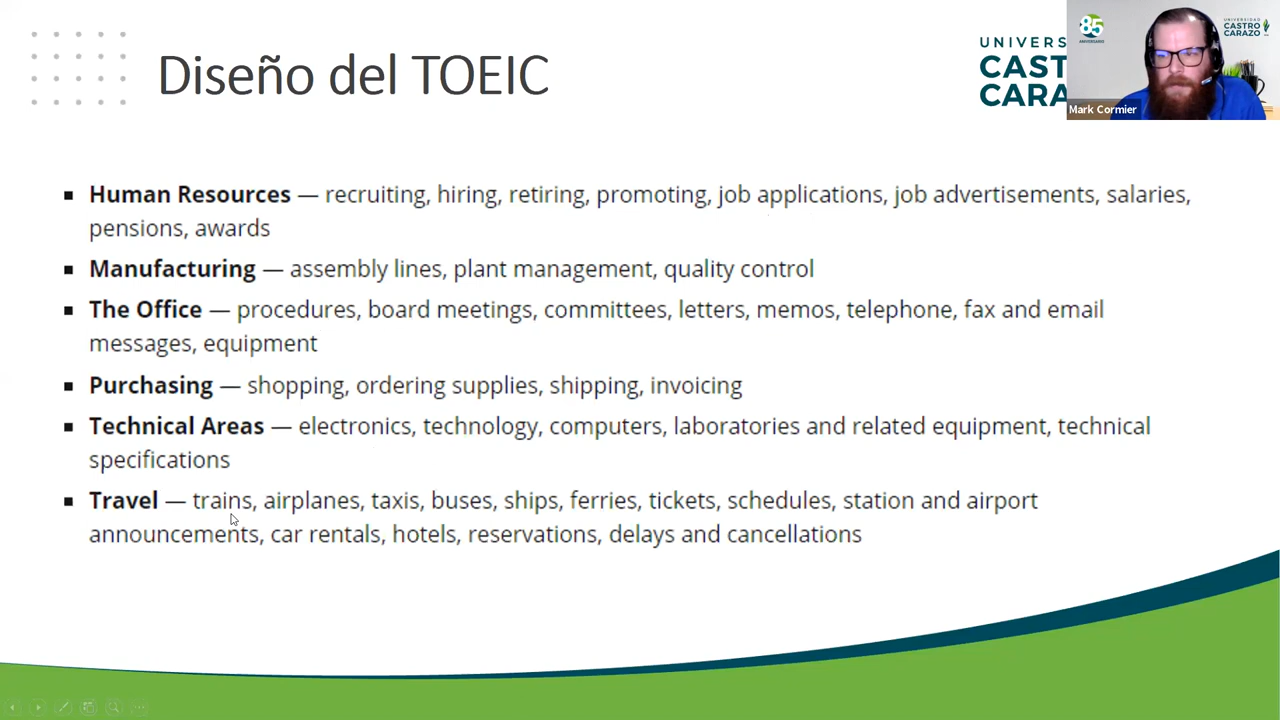 Diseño del TOEIC
UNIVERS
CAST
CARA
85
ANIVERSARIO
UNIVERSIDAD
CASTRO
CARAZO
Mark Cormier
▪ Human Resources — recruiting, hiring, retiring, promoting, job applications, job advertisements, salaries,
pensions, awards
▪ Manufacturing — assembly lines, plant management, quality control
▪ The Office — procedures, board meetings, committees, letters, memos, telephone, fax and email
messages, equipment
▪ Purchasing — shopping, ordering supplies, shipping, invoicing
▪ Technical Areas — electronics, technology, computers, laboratories and related equipment, technical
specifications
▪ Travel — trains, airplanes, taxis, buses, ships, ferries, tickets, schedules, station and airport
announcements, car rentals, hotels, reservations, delays and cancellations